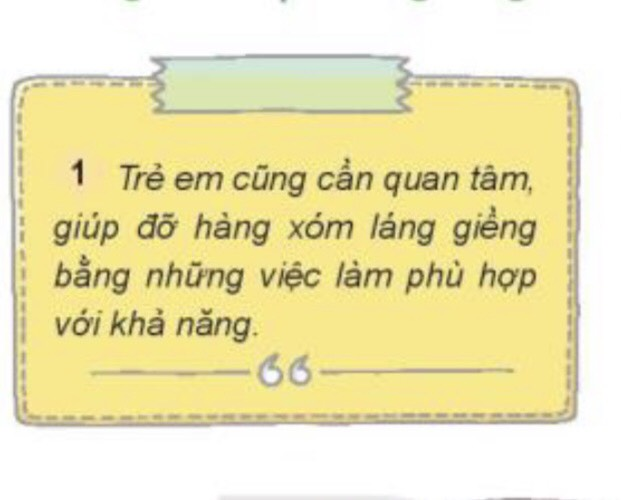 1 Trẻ em cũng cần quan tâm,
giúp đỡ hàng xóm láng giềng
bằng những việc làm phù hợp
với khả năng.